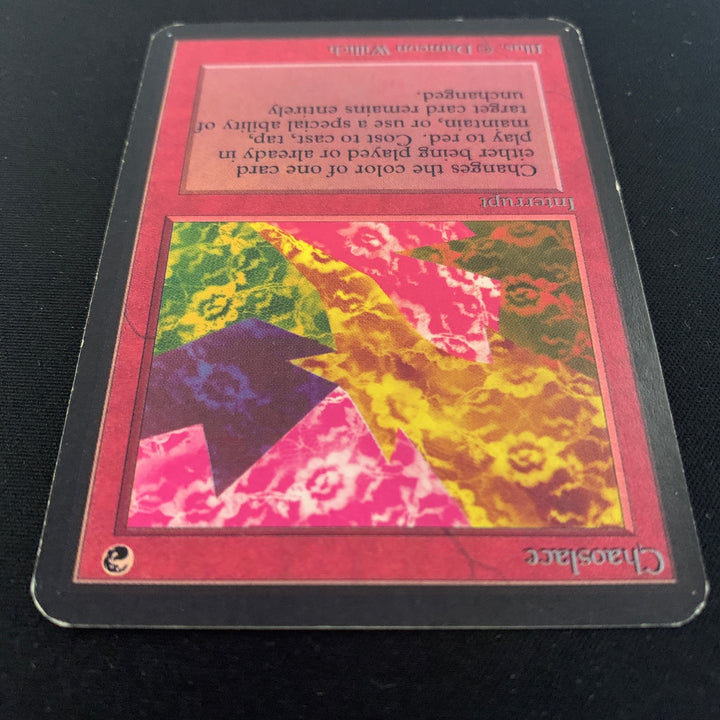 Chaoslace
Interrupt
Changes the color of one card
either being played or already in
play to red. Cost to cast, tap,
maintain, or use a special ability of
target card remains entirely
unchanged.
Illus. © Dameon Willich